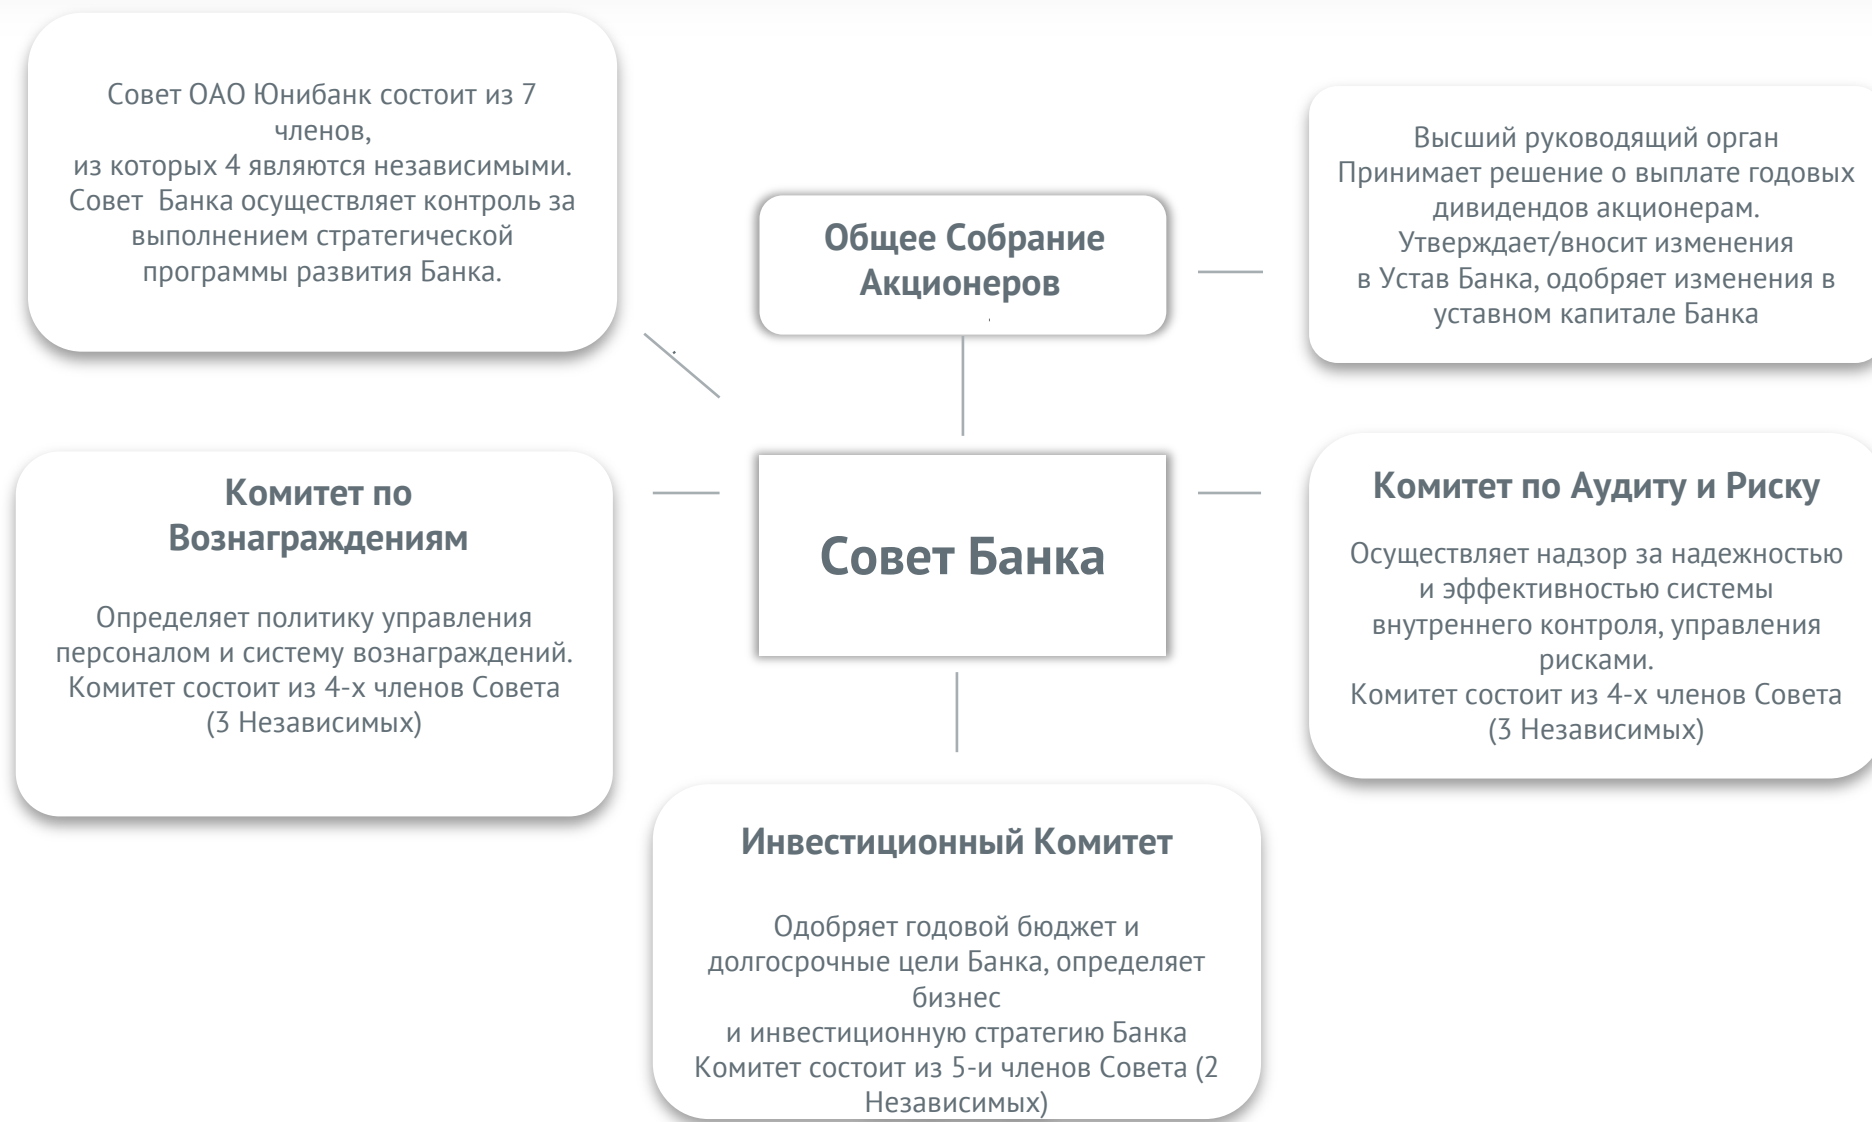 Совет ОАО Юнибанк состоит из 7
членов,
из которых 4 являются независимыми.
Совет  Банка осуществляет контроль за
выполнением стратегической
программы развития Банка.
Общее Собрание
Акционеров
Высший руководящий орган
Принимает решение о выплате годовых
дивидендов акционерам.
Утверждает/вносит изменения
в Устав Банка, одобряет изменения в
уставном капитале Банка
Комитет по
Вознаграждениям
Определяет политику управления
персоналом и систему вознаграждений.
Комитет состоит из 4-х членов Совета
(3 Независимых)
Совет Банка
Комитет по Аудиту и Риску
Осуществляет надзор за надежностью
и эффективностью системы
внутреннего контроля, управления
рисками.
Комитет состоит из 4-х членов Совета
(3 Независимых)
Инвестиционный Комитет
Одобряет годовой бюджет и
долгосрочные цели Банка, определяет
бизнес
и инвестиционную стратегию Банка
Комитет состоит из 5-и членов Совета (2
Независимых)